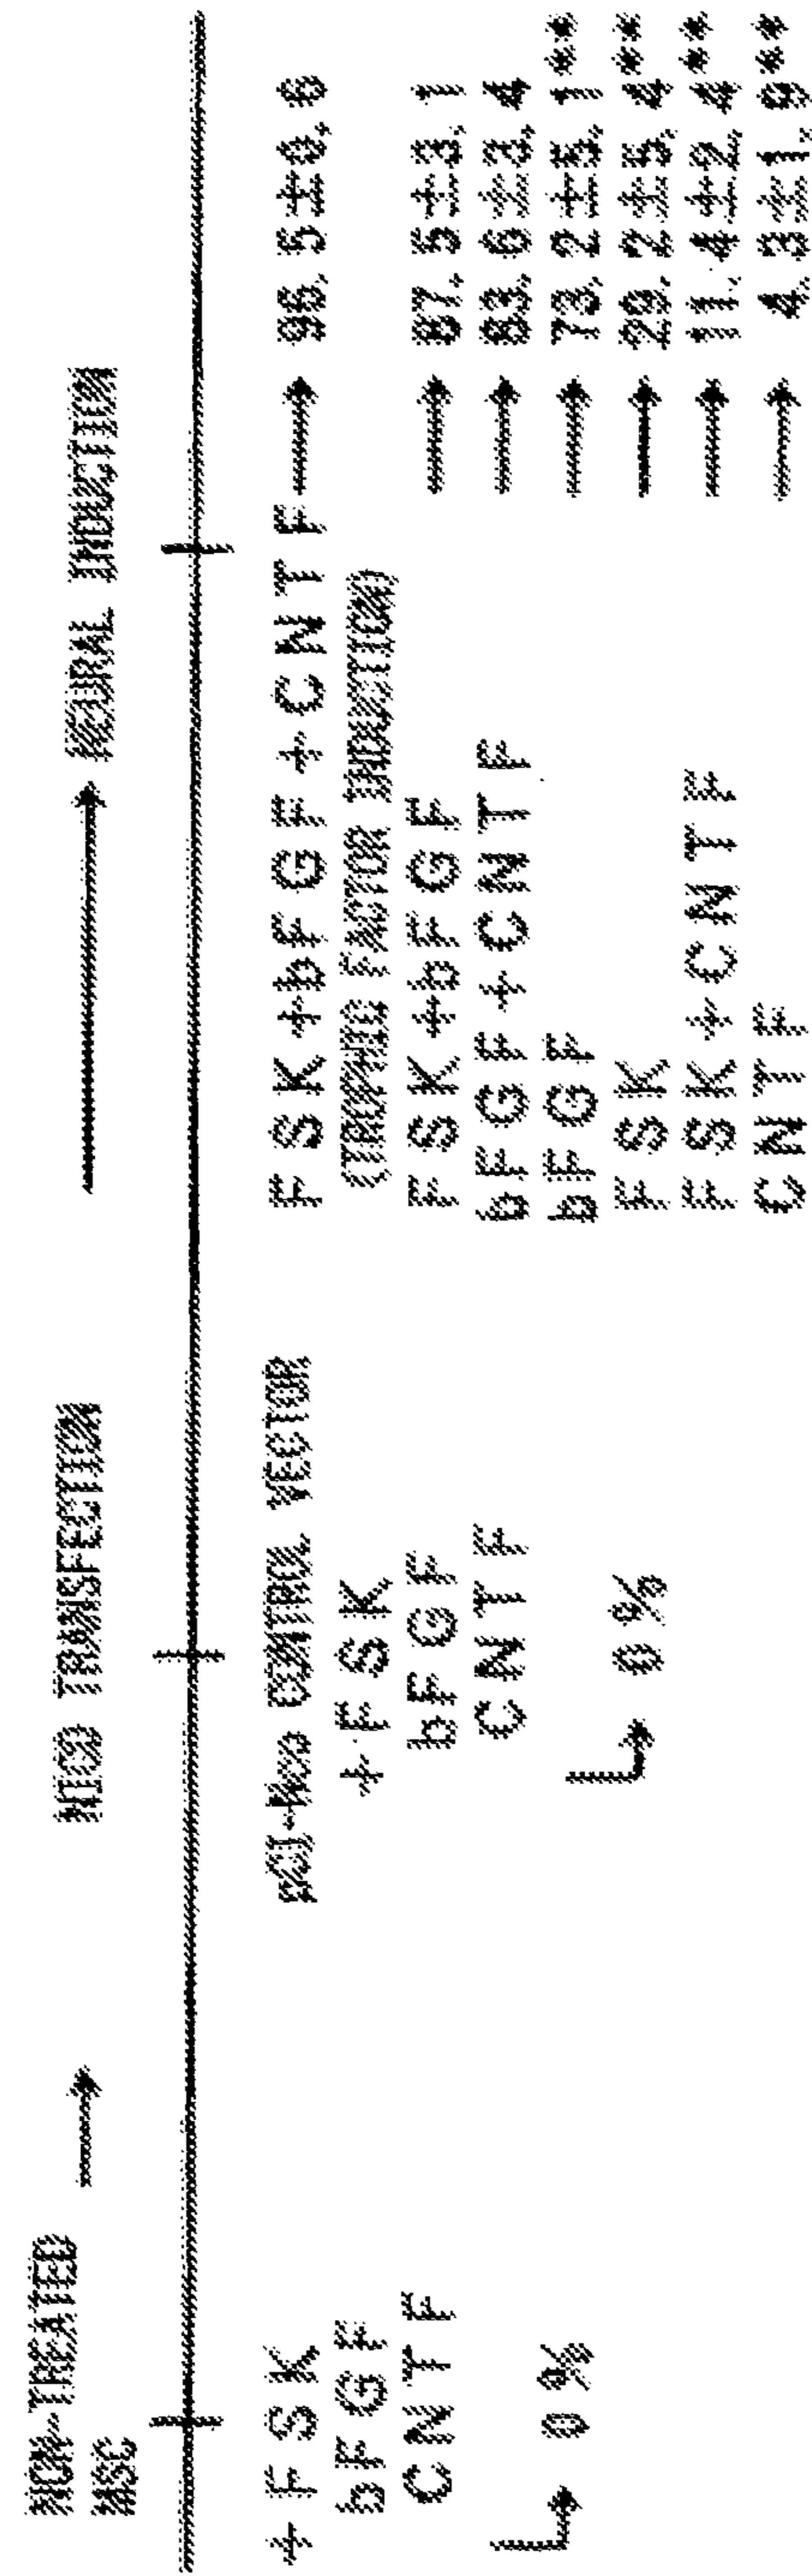 NON-TREATED
MSC
→
NICD TRANSFECTION
→ NEURAL INDUCTION
+FSK
bFGF
CNTF
0%
pCI-Neo CONTROL VECTOR
+FSK
bFGF
CNTF
0%
FSK+bFGF+CNTF → 96.5±0.6
(TROPHIC FACTOR INDUCTION)
FSK+bFGF → 87.5±3.1
bFGF+CNTF → 83.6±3.4
bFGF → 73.2±5.1**
FSK → 29.2±5.4**
FSK+CNTF → 11.4±2.4**
CNTF → 4.3±1.9**